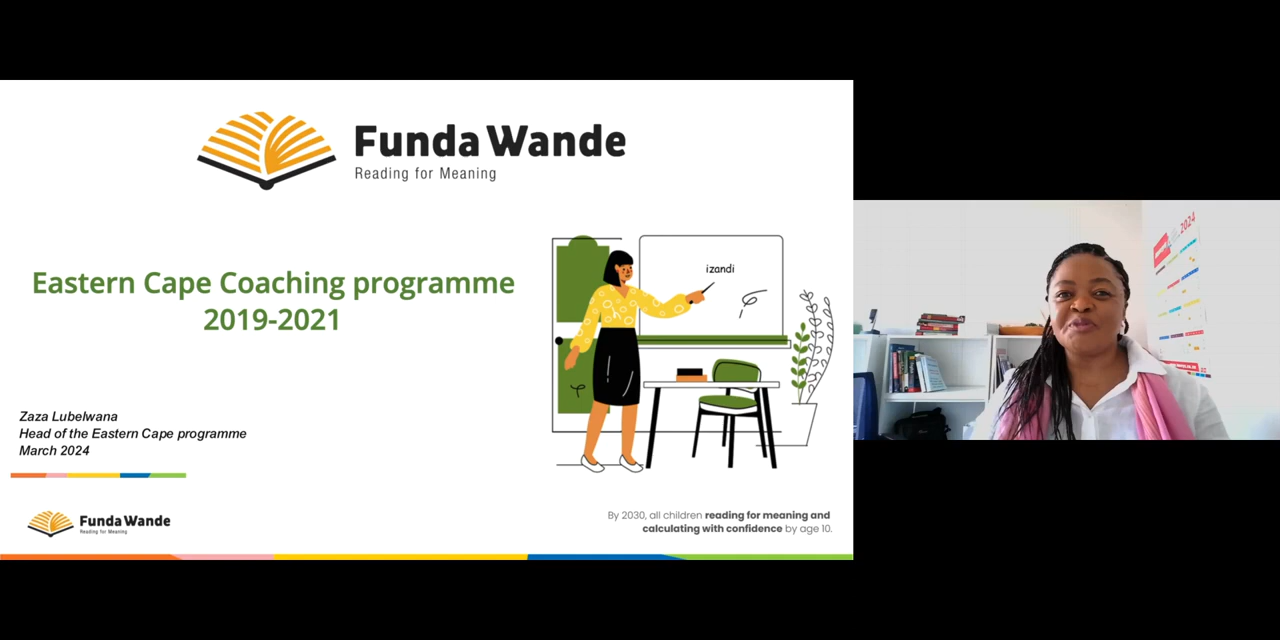 Funda Wande
Reading for Meaning
Eastern Cape Coaching programme
2019-2021
izandi
Zaza Lubelwana
Head of the Eastern Cape programme
March 2024
Funda Wande
Reading for Meaning
By 2030, all children reading for meaning and
calculating with confidence by age 10.
2024